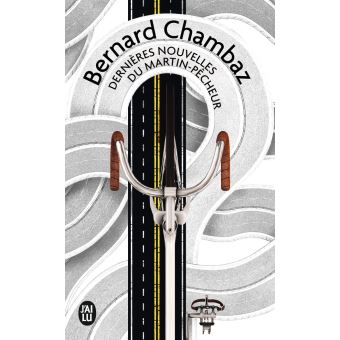 Bernard Chambaz
DERNIÈRES NOUVELLES
DU MARTIN-PÊCHEUR
J'AI
LU